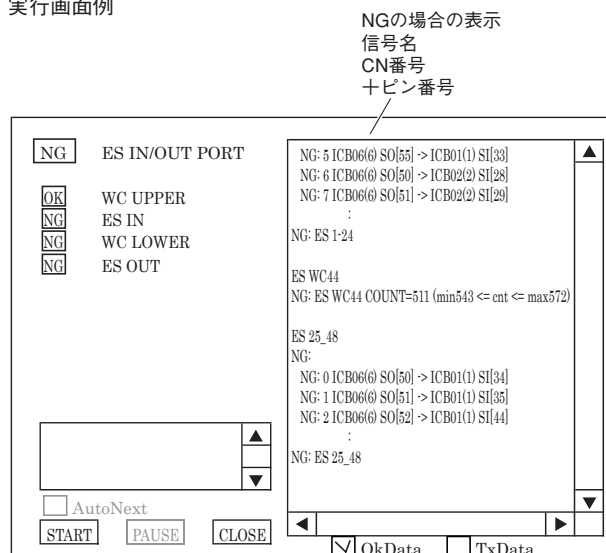 実行画面例
NGの場合の表示
信号名
CN番号
＋ピン番号
NG ES IN/OUT PORT
OK WC UPPER
NG ES IN
NG WC LOWER
NG ES OUT
NG: 5 ICB06(6) SO[55] -> ICB01(1) SI[33]
NG: 6 ICB06(6) SO[50] -> ICB02(2) SI[28]
NG: 7 ICB06(6) SO[51] -> ICB02(2) SI[29]
:
NG: ES 1-24
ES WC44
NG: ES WC44 COUNT=511 (min543 <= cnt <= max572)
ES 25_48
NG:
NG: 0 ICB06(6) SO[50] -> ICB01(1) SI[34]
NG: 1 ICB06(6) SO[51] -> ICB01(1) SI[35]
NG: 2 ICB06(6) SO[52] -> ICB01(1) SI[44]
:
NG: ES 25_48
AutoNext
START PAUSE CLOSE
OkData TxData